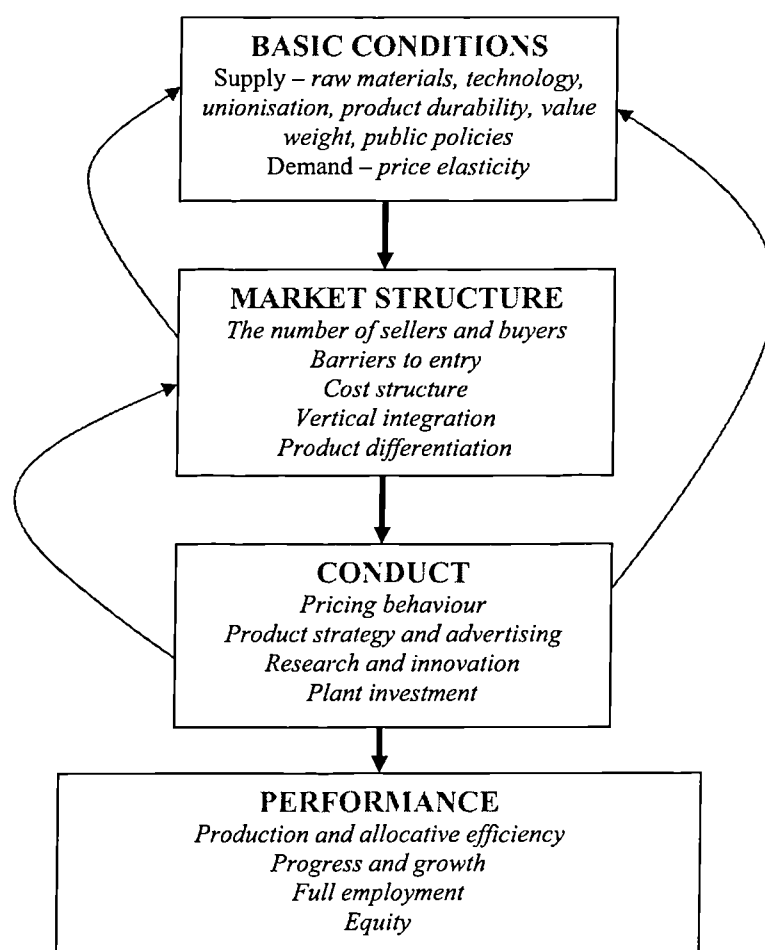 BASIC CONDITIONS
Supply – raw materials, technology,
unionisation, product durability, value
weight, public policies
Demand – price elasticity
MARKET STRUCTURE
The number of sellers and buyers
Barriers to entry
Cost structure
Vertical integration
Product differentiation
CONDUCT
Pricing behaviour
Product strategy and advertising
Research and innovation
Plant investment
PERFORMANCE
Production and allocative efficiency
Progress and growth
Full employment
Equity